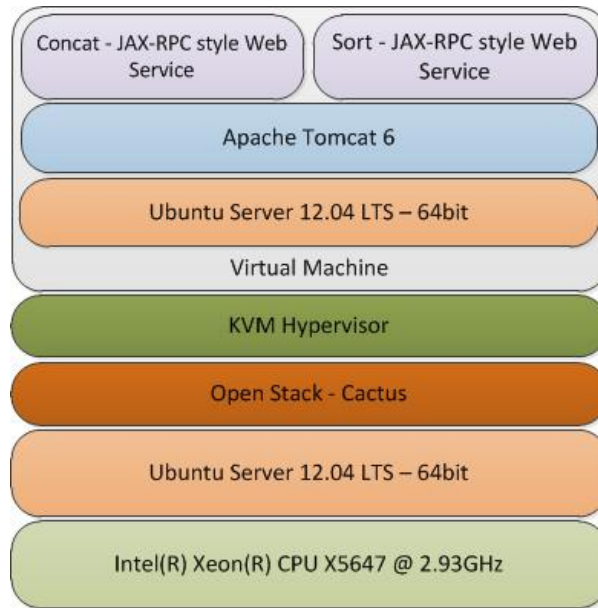 Concat - JAX-RPC style Web
Service
Sort - JAX-RPC style Web
Service
Apache Tomcat 6
Ubuntu Server 12.04 LTS – 64bit
Virtual Machine
KVM Hypervisor
Open Stack - Cactus
Ubuntu Server 12.04 LTS – 64bit
Intel(R) Xeon(R) CPU X5647 @ 2.93GHz